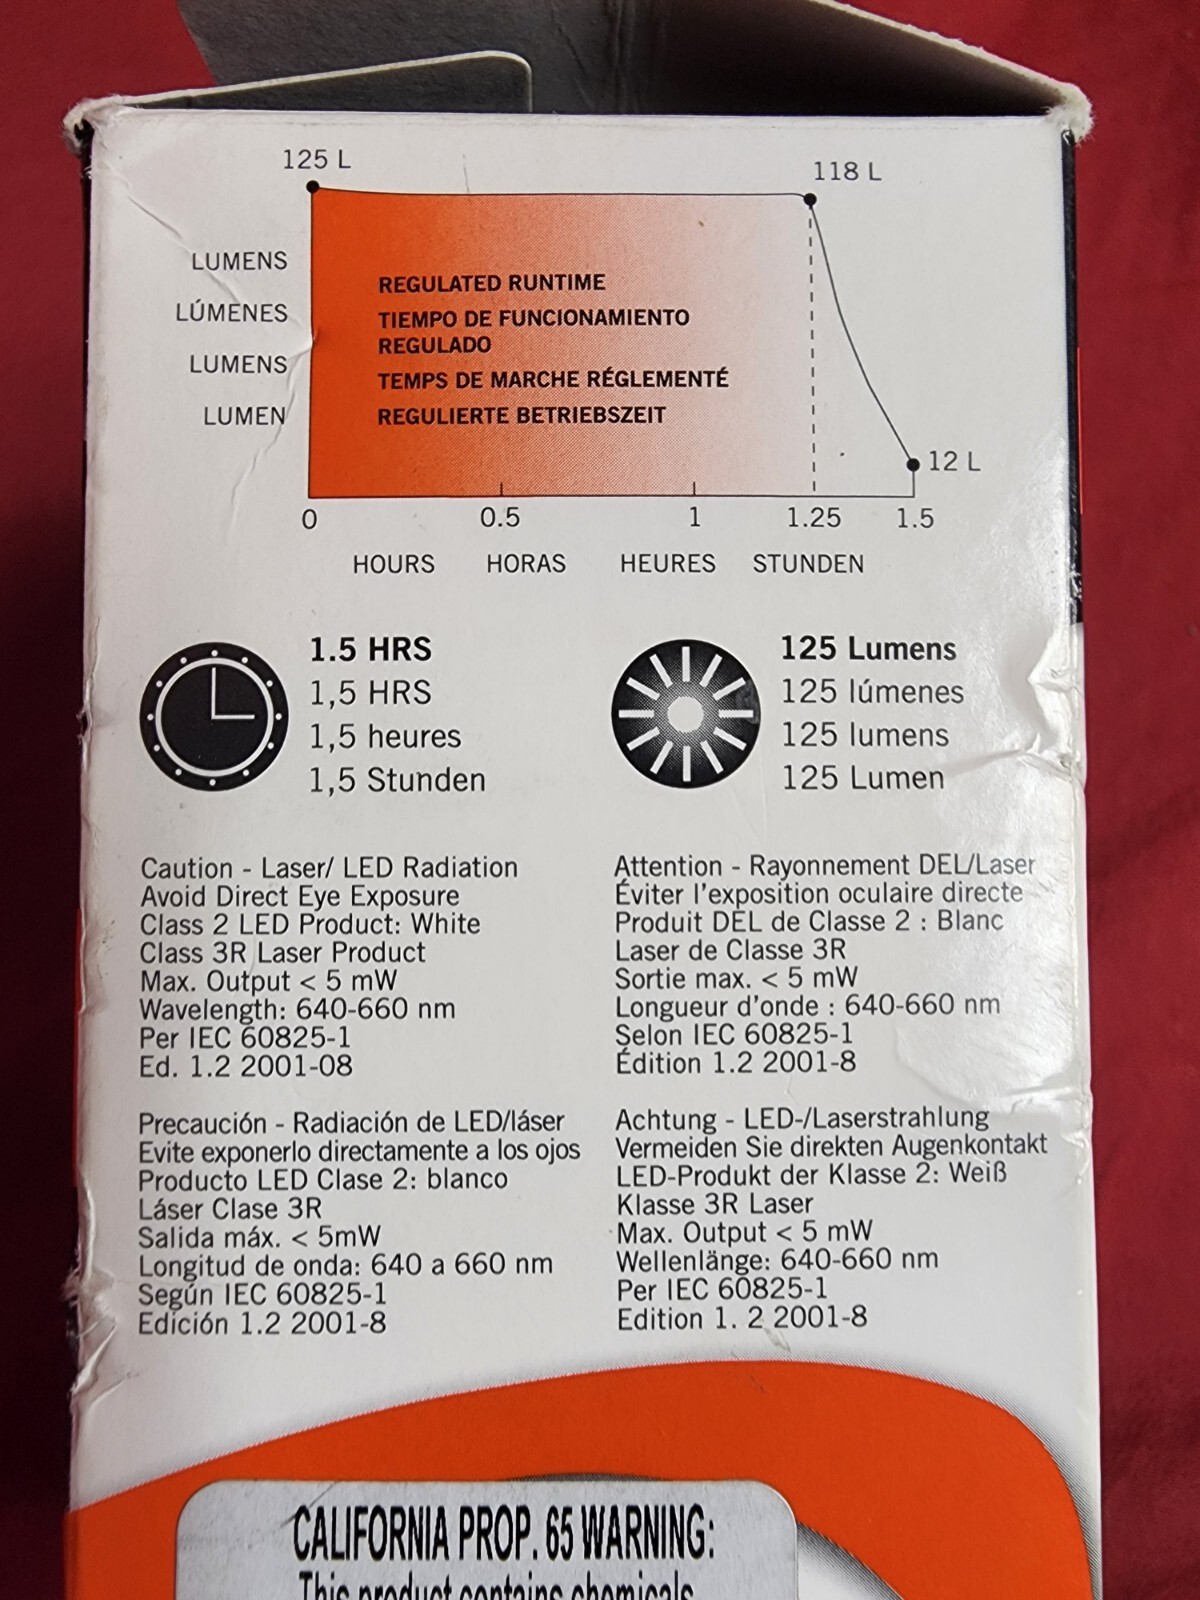 125 L
118 L
LUMENS
LÚMENES
LUMENS
LUMEN
REGULATED RUNTIME
TIEMPO DE FUNCIONAMIENTO
REGULADO
TEMPS DE MARCHE RÉGLEMENTÉ
REGULIERTE BETRIEBSZEIT
12 L
0 0.5 1 1.25 1.5
HOURS HORAS HEURES STUNDEN
1.5 HRS
1,5 HRS
1,5 heures
1,5 Stunden
125 Lumens
125 lúmenes
125 lumens
125 Lumen
Caution - Laser/ LED Radiation
Avoid Direct Eye Exposure
Class 2 LED Product: White
Class 3R Laser Product
Max. Output < 5 mW
Wavelength: 640-660 nm
Per IEC 60825-1
Ed. 1.2 2001-08
Attention - Rayonnement DEL/Laser
Éviter l'exposition oculaire directe
Produit DEL de Classe 2 : Blanc
Laser de Classe 3R
Sortie max. < 5 mW
Longueur d'onde : 640-660 nm
Selon IEC 60825-1
Édition 1.2 2001-8
Precaución - Radiación de LED/láser
Evite exponerlo directamente a los ojos
Producto LED Clase 2: blanco
Láser Clase 3R
Salida máx. < 5mW
Longitud de onda: 640 a 660 nm
Según IEC 60825-1
Edición 1.2 2001-8
Achtung - LED-/Laserstrahlung
Vermeiden Sie direkten Augenkontakt
LED-Produkt der Klasse 2: Weiß
Klasse 3R Laser
Max. Output < 5 mW
Wellenlänge: 640-660 nm
Per IEC 60825-1
Edition 1. 2 2001-8
CALIFORNIA PROP. 65 WARNING:
This product contains chemicals